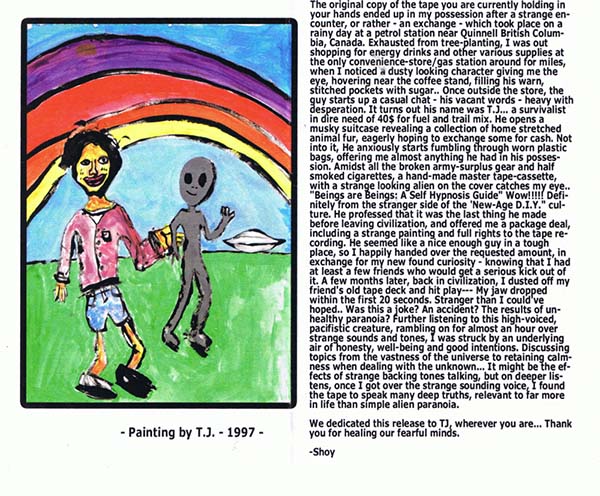 The original copy of the tape you are currently holding in
your hands ended up in my possession after a strange en-
counter, or rather - an exchange - which took place on a
rainy day at a petrol station near Quinnell British Colum-
bia, Canada. Exhausted from tree-planting, I was out
shopping for energy drinks and other various supplies at
the only convenience-store/gas station around for miles,
when I noticed a dusty looking character giving me the
eye, hovering near the coffee stand, filling his warn,
stitched pockets with sugar.. Once outside the store, the
guy starts up a casual chat - his vacant words - heavy with
desperation. It turns out his name was T.J... a survivalist
in dire need of 40$ for fuel and trail mix. He opens a
musky suitcase revealing a collection of home stretched
animal fur, eagerly hoping to exchange some for cash. Not
into it, He anxiously starts fumbling through worn plastic
bags, offering me almost anything he had in his posses-
sion. Amidst all the broken army-surplus gear and half
smoked cigarettes, a hand-made master tape-cassette,
with a strange looking alien on the cover catches my eye..
"Beings are Beings: A Self Hypnosis Guide" Wow!!!!! Defi-
nitely from the stranger side of the 'New-Age D.I.Y." cul-
ture. He professed that it was the last thing he made
before leaving civilization, and offered me a package deal,
including a strange painting and full rights to the tape re-
cording. He seemed like a nice enough guy in a tough
place, so I happily handed over the requested amount, in
exchange for my new found curiosity - knowing that I had
at least a few friends who would get a serious kick out of
it. A few months later, back in civilization, I dusted off my
friend's old tape deck and hit play--- My jaw dropped
within the first 20 seconds. Stranger than I could've
hoped.. Was this a joke? An accident? The results of un-
healthy paranoia? Further listening to this high-voiced,
pacifistic creature, rambling on for almost an hour over
strange sounds and tones, I was struck by an underlying
air of honesty, well-being and good intentions. Discussing
topics from the vastness of the universe to retaining calm-
ness when dealing with the unknown... It might be the ef-
fects of strange backing tones talking, but on deeper lis-
tens, once I got over the strange sounding voice, I found
the tape to speak many deep truths, relevant to far more
in life than simple alien paranoia.
We dedicated this release to TJ, wherever you are... Thank
you for healing our fearful minds.
-Shoy
- Painting by T.J. - 1997 -